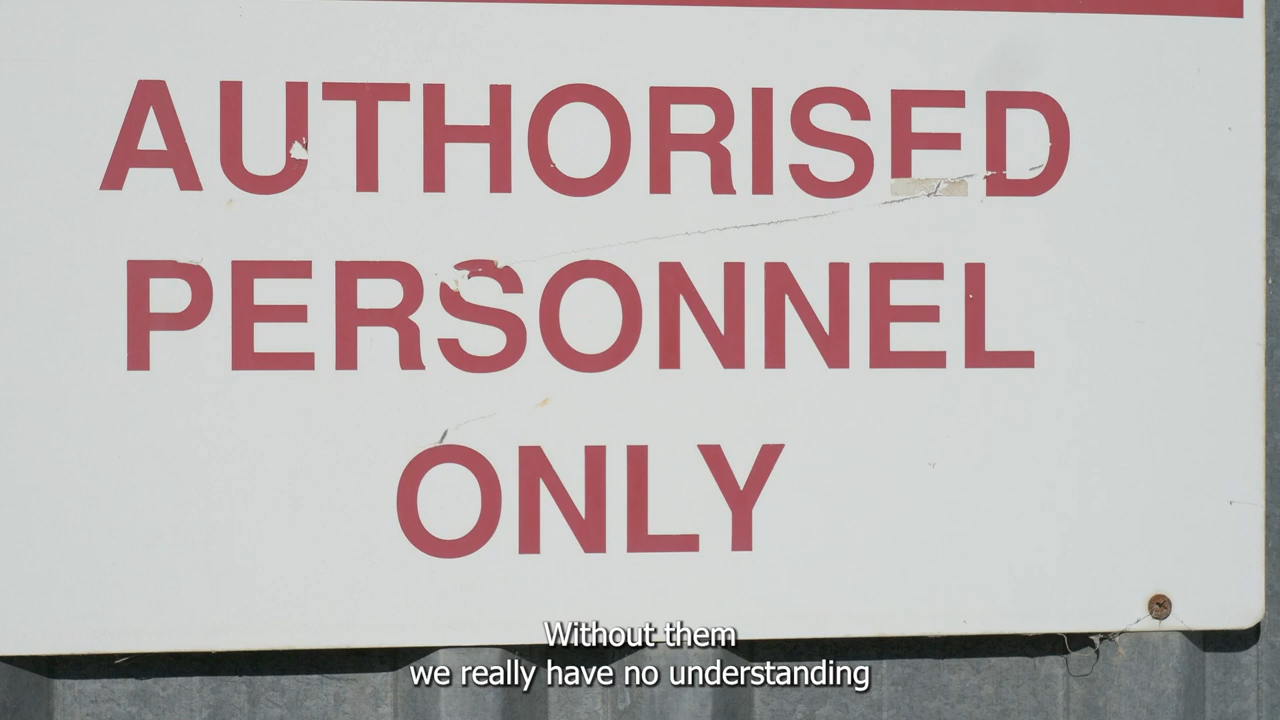 AUTHORISED
PERSONNEL
ONLY
Without them
we really have no understanding